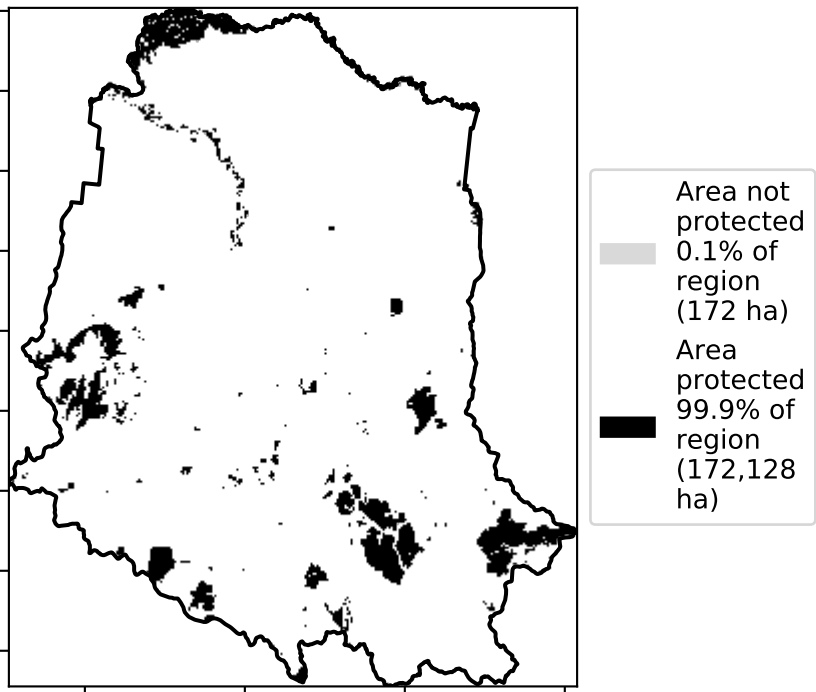 Area not
protected
0.1% of
region
(172 ha)
Area
protected
99.9% of
region
(172,128
ha)